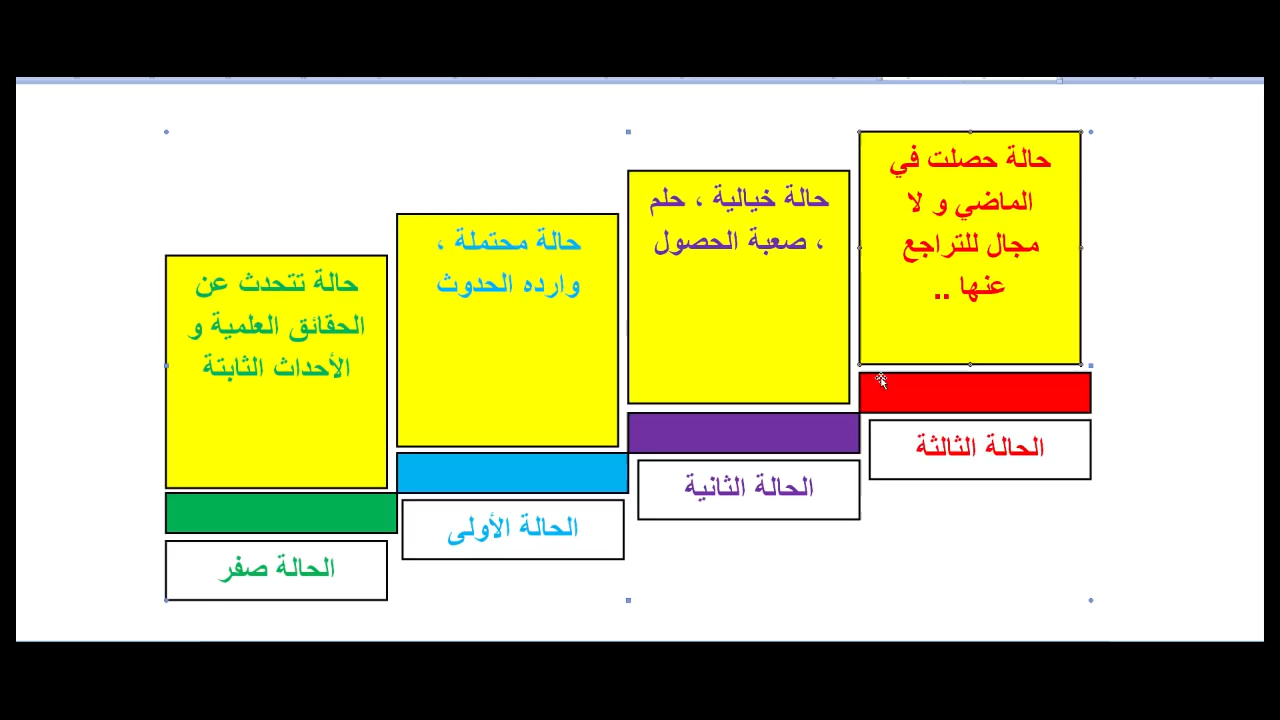 حالة حصلت في
الماضي و لا
مجال للتراجع
عنها ..
الحالة الثالثة
حالة خيالية ، حلم
، صعبة الحصول
الحالة الثانية
حالة محتملة ،
وارده الحدوث
الحالة الأولى
حالة تتحدث عن
الحقائق العلمية و
الأحداث الثابتة
الحالة صفر